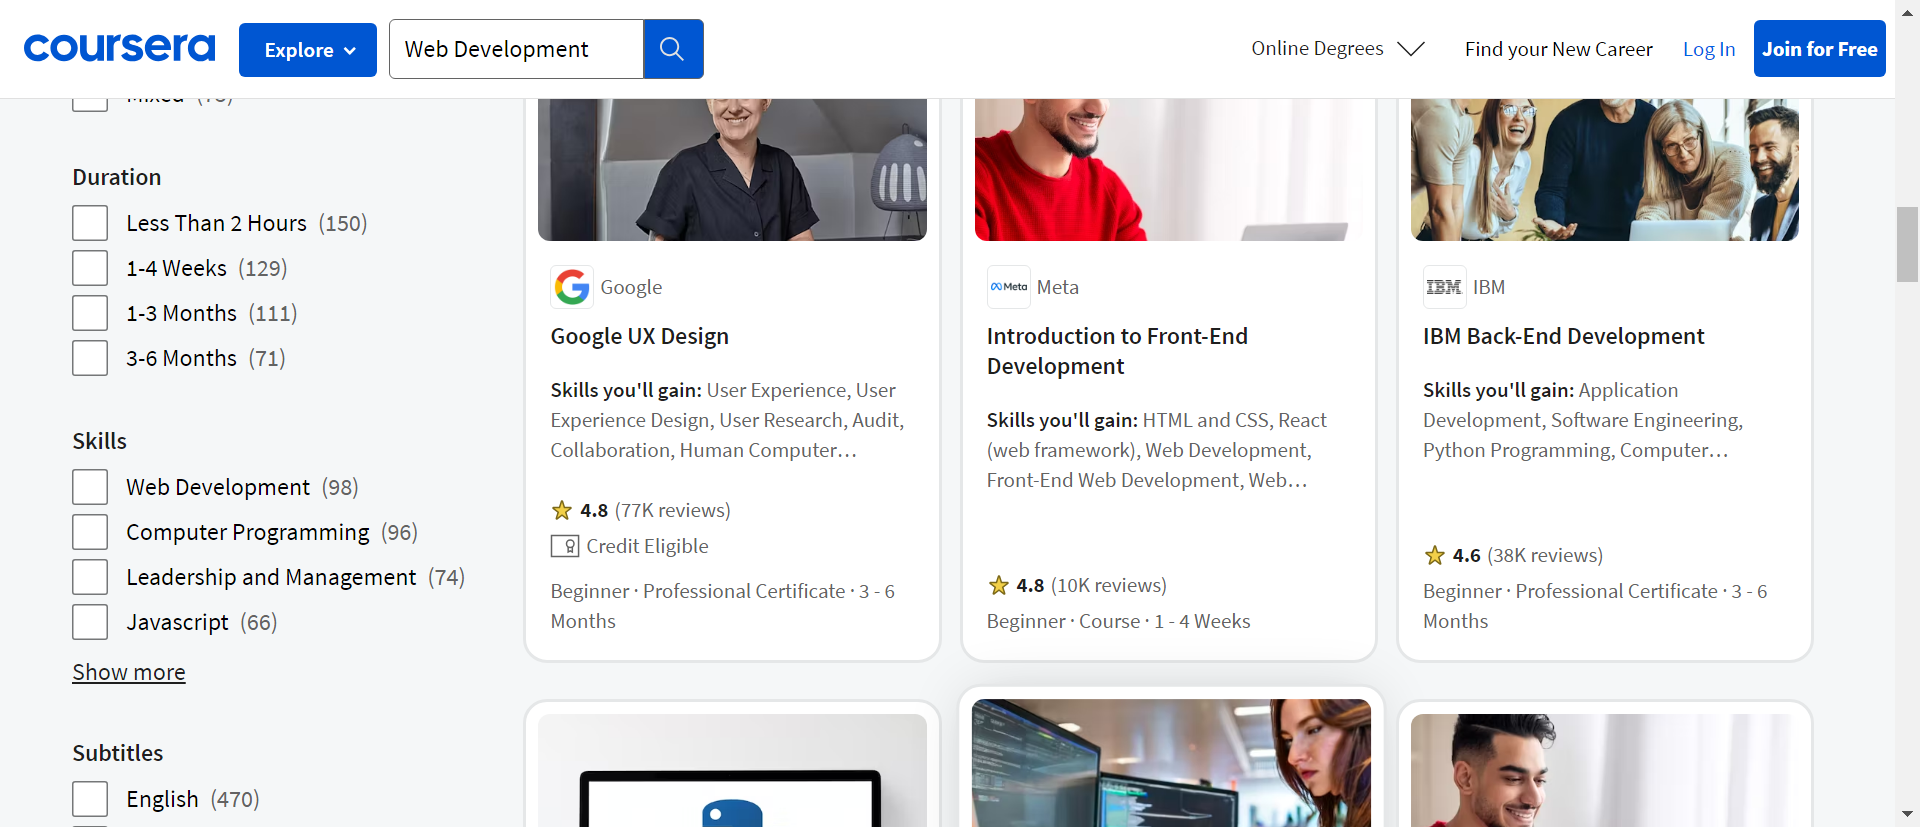 coursera
Explore
Web Development
Online Degrees
Find your New Career
Log In
Join for Free
Duration
Less Than 2 Hours (150)
1-4 Weeks (129)
1-3 Months (111)
3-6 Months (71)
Skills
Web Development (98)
Computer Programming (96)
Leadership and Management (74)
Javascript (66)
Show more
Subtitles
English (470)
Google
Google UX Design
Skills you'll gain: User Experience, User
Experience Design, User Research, Audit,
Collaboration, Human Computer…
4.8 (77K reviews)
Credit Eligible
Beginner · Professional Certificate · 3 - 6
Months
Meta
Meta
Introduction to Front-End
Development
Skills you'll gain: HTML and CSS, React
(web framework), Web Development,
Front-End Web Development, Web…
4.8 (10K reviews)
Beginner · Course · 1 - 4 Weeks
IBM
IBM
IBM Back-End Development
Skills you'll gain: Application
Development, Software Engineering,
Python Programming, Computer…
4.6 (38K reviews)
Beginner · Professional Certificate · 3 - 6
Months